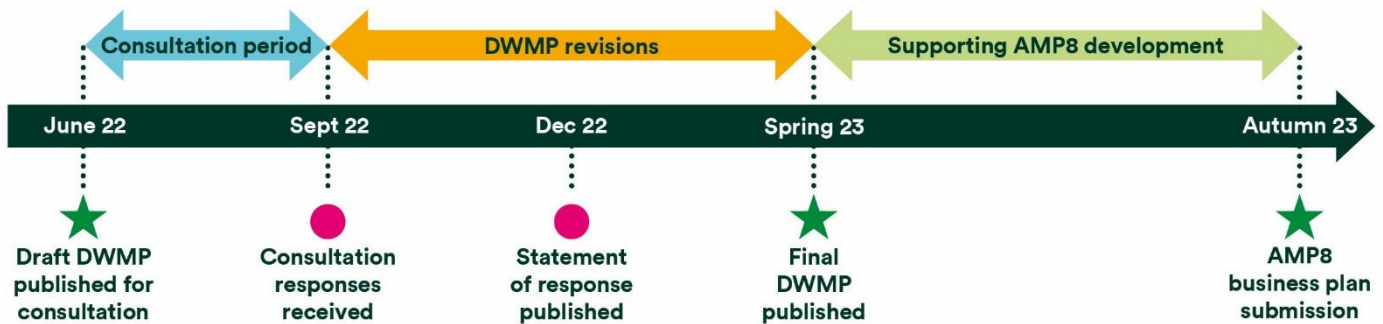 Consultation period
DWMP revisions
Supporting AMP8 development
June 22
Sept 22
Dec 22
Spring 23
Autumn 23
Draft DWMP
published for
consultation
Consultation
responses
received
Statement
of response
published
Final
DWMP
published
AMP8
business plan
submission